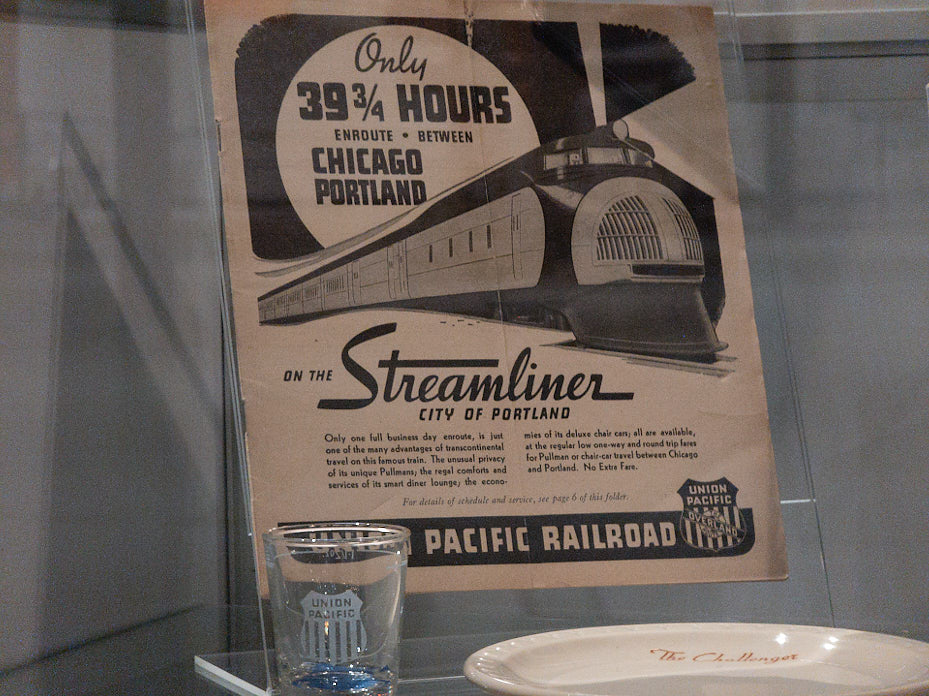 Only
39 3/4 HOURS
ENROUTE • BETWEEN
CHICAGO
PORTLAND
ON THE Streamliner
CITY OF PORTLAND
Only one full business day enroute, is just
one of the many advantages of transcontinental
travel on this famous train. The unusual privacy
of its unique Pullmans; the regal comforts and
services of its smart diner lounge; the econo-
mies of its deluxe chair cars; all are available,
at the regular low one-way and round trip fares
for Pullman or chair-car travel between Chicago
and Portland. No Extra Fare.
For details of schedule and service, see page 6 of this folder.
UNION PACIFIC RAILROAD
UNION
PACIFIC
OVERLAND
UNION
PACIFIC
The Challenger